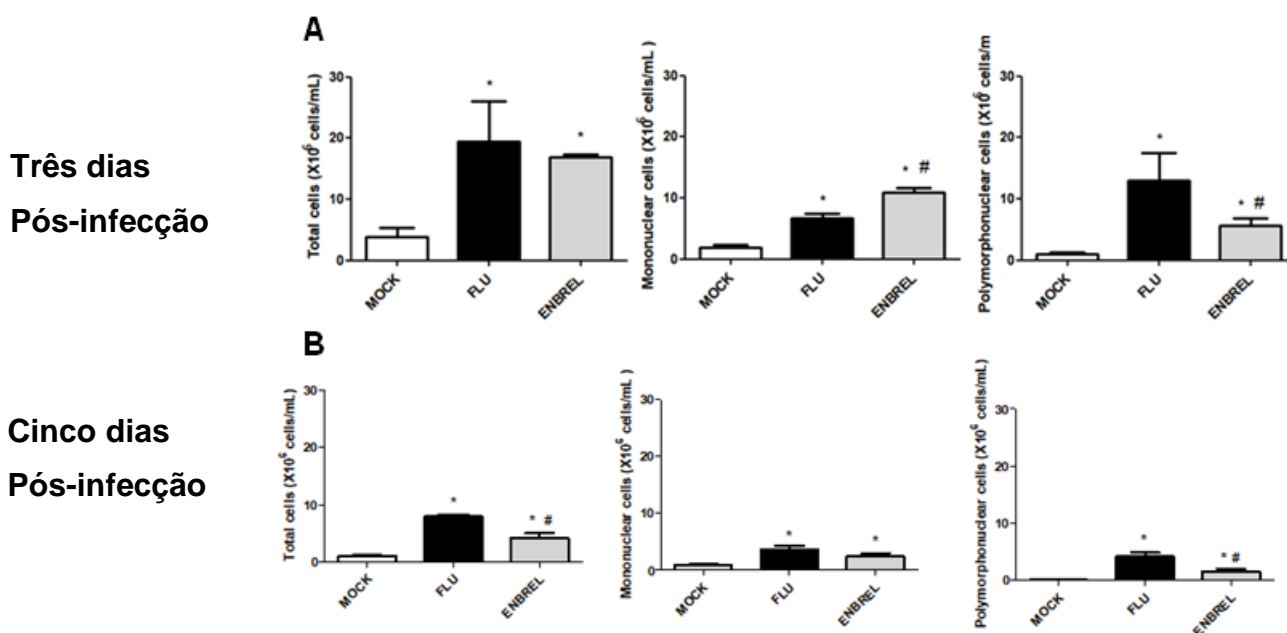 A
Três dias
Pós-infecção
Total cells (X10⁶ cells/mL)
30
20
10
0
*
*
MOCK
FLU
ENBREL
Mononuclear cells (X10⁶ cells/mL )
30
20
10
0
*
* #
MOCK
FLU
ENBREL
Polymorphonuclear cells (X10⁶ cells/m
30
20
10
0
*
* #
MOCK
FLU
ENBREL
B
Cinco dias
Pós-infecção
Total cells (X10⁶ cells/mL)
30
20
10
0
*
* #
MOCK
FLU
ENBREL
Mononuclear cells (X10⁶ cells/mL )
30
20
10
0
*
*
MOCK
FLU
ENBREL
Polymorphonuclear cells (X10⁶ cells/mL)
30
20
10
0
*
* #
MOCK
FLU
ENBREL